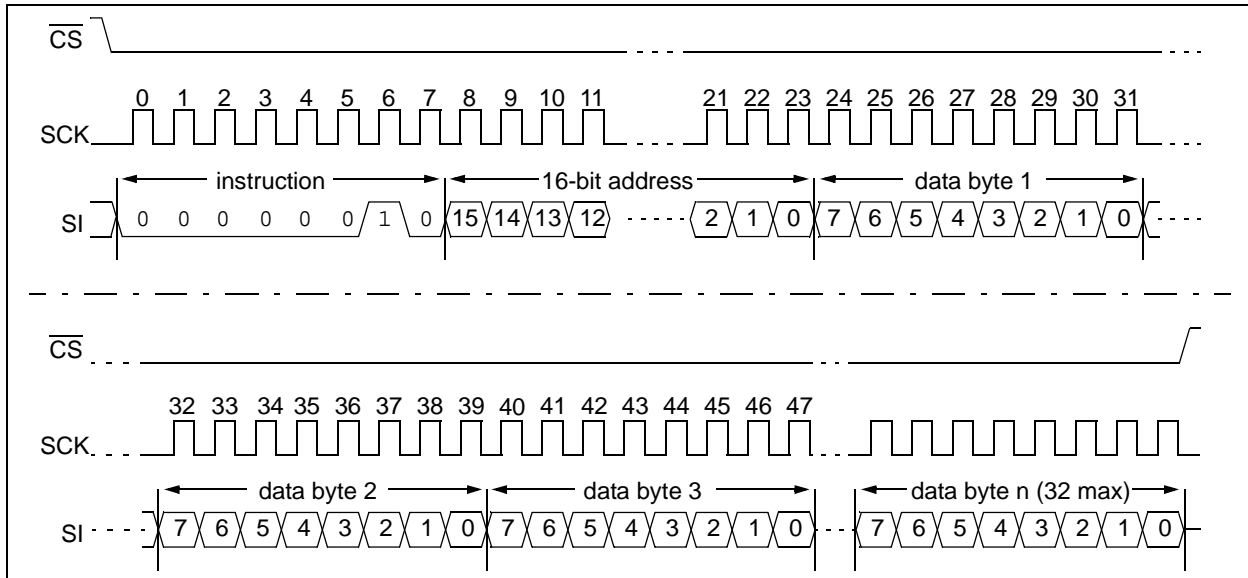 CS
0 1 2 3 4 5 6 7 8 9 10 11 21 22 23 24 25 26 27 28 29 30 31
SCK
instruction 16-bit address data byte 1
SI 0 0 0 0 0 0 1 0 15 14 13 12 2 1 0 7 6 5 4 3 2 1 0
CS
32 33 34 35 36 37 38 39 40 41 42 43 44 45 46 47
SCK
data byte 2 data byte 3 data byte n (32 max)
SI 7 6 5 4 3 2 1 0 7 6 5 4 3 2 1 0 7 6 5 4 3 2 1 0